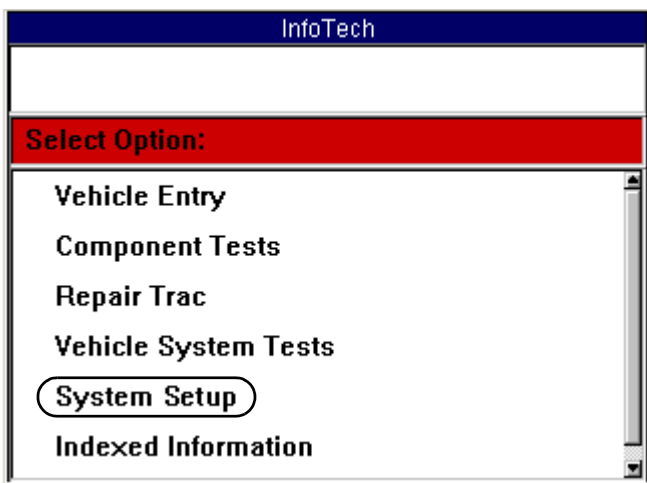 InfoTech
Select Option:
Vehicle Entry
Component Tests
Repair Trac
Vehicle System Tests
System Setup
Indexed Information